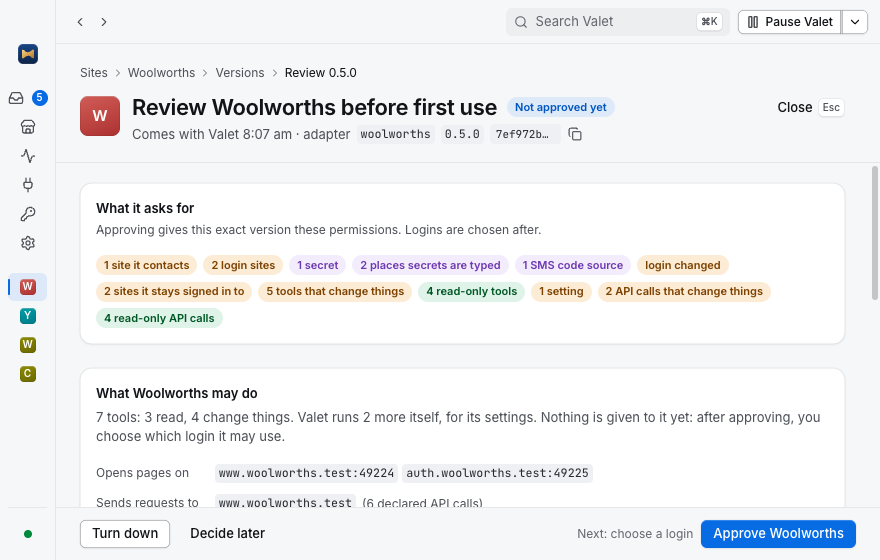 Search Valet ⌘K Pause Valet
Sites Woolworths Versions Review 0.5.0
W Review Woolworths before first use Not approved yet Close Esc
Comes with Valet 8:07 am · adapter woolworths 0.5.0 7ef972b…
5
W
Y
W
C
What it asks for
Approving gives this exact version these permissions. Logins are chosen after.
1 site it contacts 2 login sites 1 secret 2 places secrets are typed 1 SMS code source login changed
2 sites it stays signed in to 5 tools that change things 4 read-only tools 1 setting 2 API calls that change things
4 read-only API calls
What Woolworths may do
7 tools: 3 read, 4 change things. Valet runs 2 more itself, for its settings. Nothing is given to it yet: after approving, you
choose which login it may use.
Opens pages on www.woolworths.test:49224 auth.woolworths.test:49225
Sends requests to www.woolworths.test (6 declared API calls)
Turn down Decide later Next: choose a login Approve Woolworths